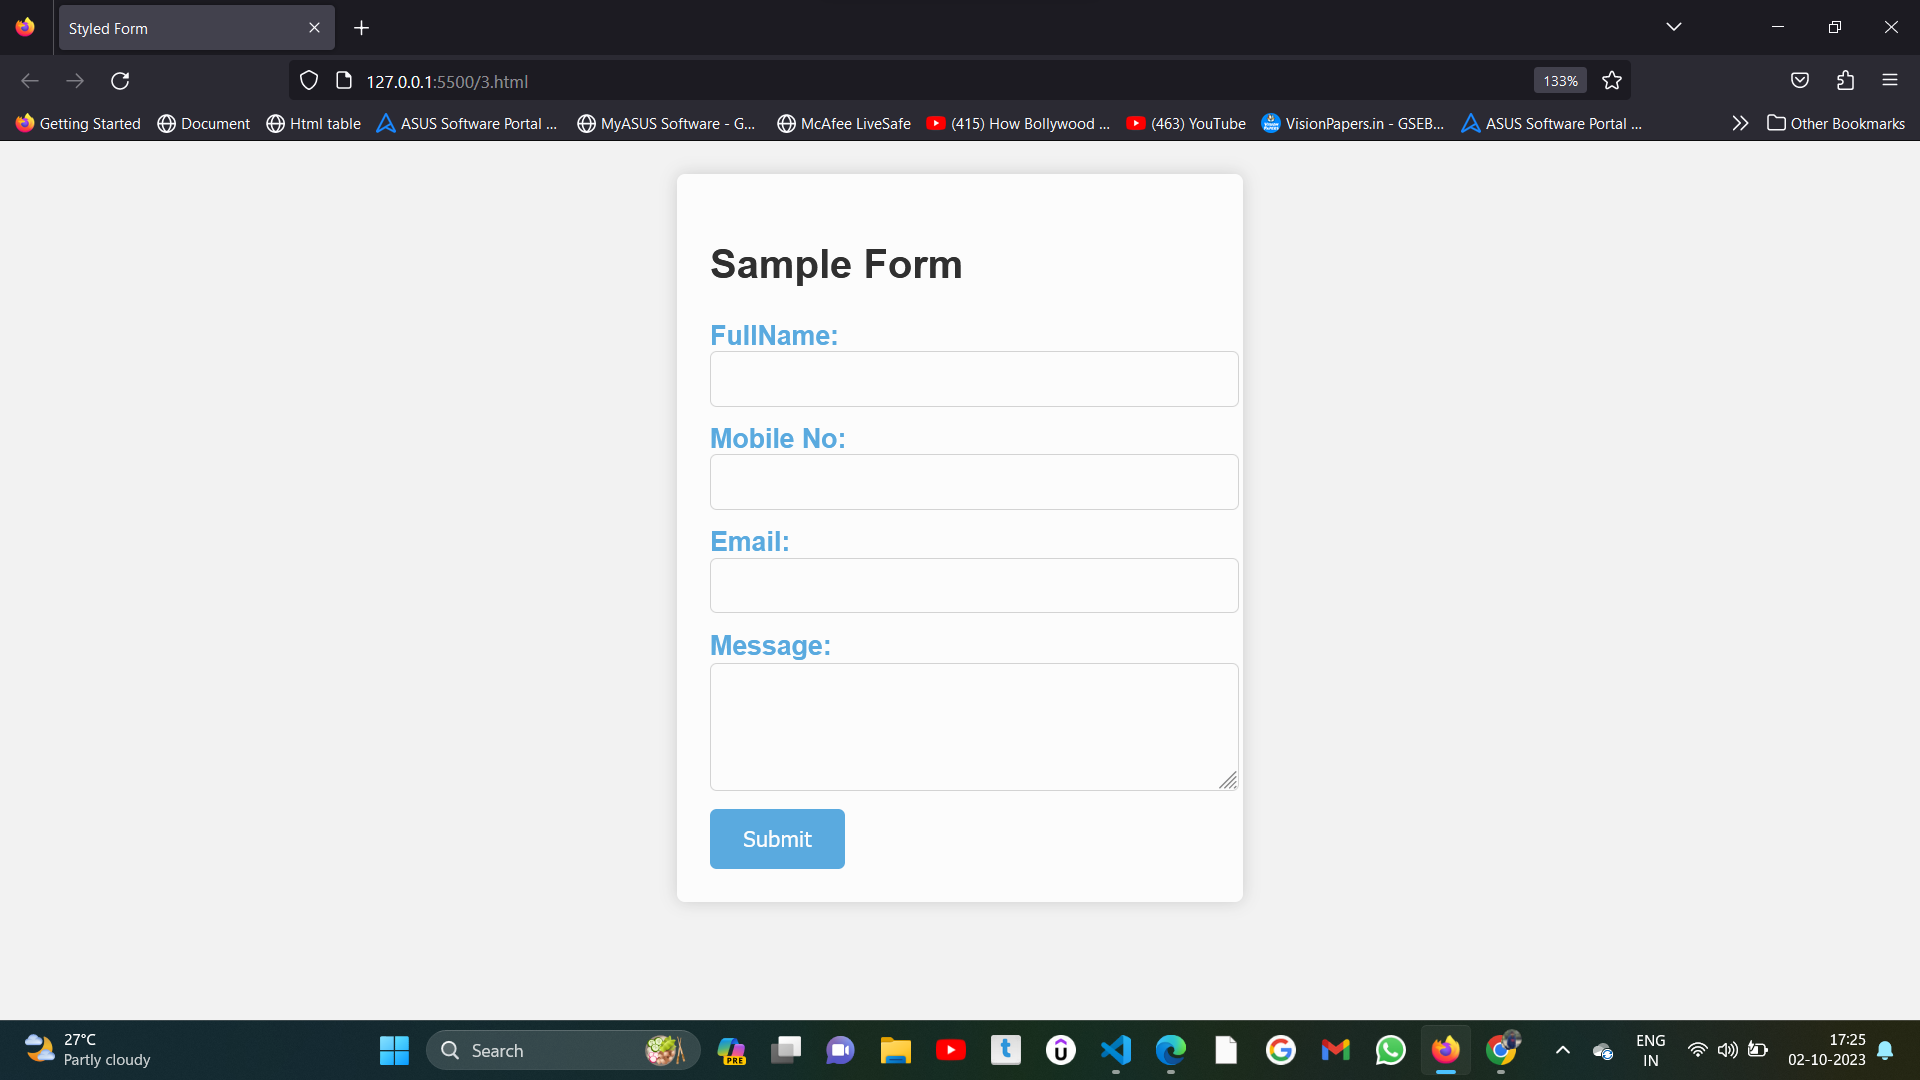 Styled Form
127.0.0.1:5500/3.html
133%
Getting Started
Document
Html table
ASUS Software Portal ...
MyASUS Software - G...
McAfee LiveSafe
(415) How Bollywood ...
(463) YouTube
VisionPapers.in - GSEB...
ASUS Software Portal ...
Other Bookmarks
Sample Form
FullName:
Mobile No:
Email:
Message:
Submit
27°C
Partly cloudy
Search
PRE
ENG
IN
17:25
02-10-2023